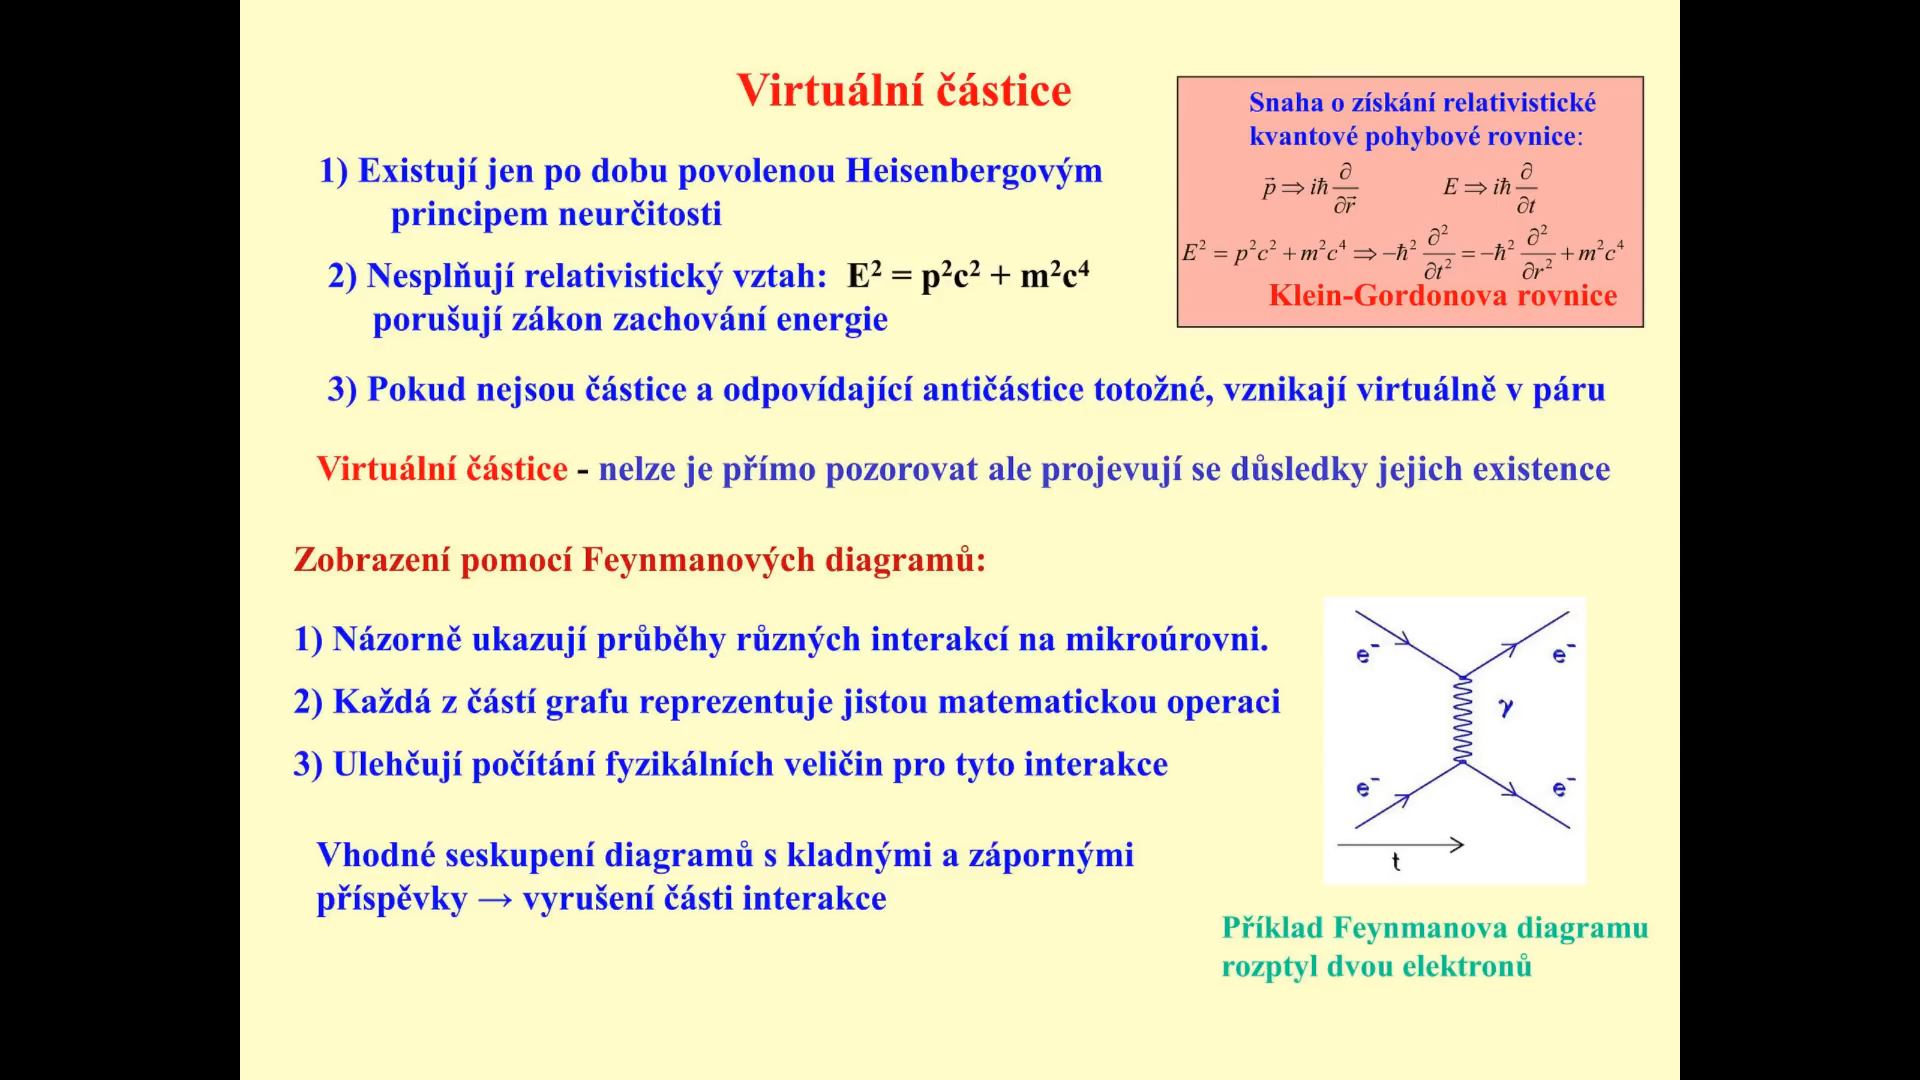 Virtuální částice
1) Existují jen po dobu povolenou Heisenbergovým
principem neurčitosti
2) Nesplňují relativistický vztah: E² = p²c² + m²c⁴
porušují zákon zachování energie
3) Pokud nejsou částice a odpovídající antičástice totožné, vznikají virtuálně v páru
Virtuální částice - nelze je přímo pozorovat ale projevují se důsledky jejich existence
Snaha o získání relativistické
kvantové pohybové rovnice:
p⃗ ⇒ iħ ∂/∂r⃗ E ⇒ iħ ∂/∂t
E² = p²c² + m²c⁴ ⇒ −ħ² ∂²/∂t² = −ħ² ∂²/∂r² + m²c⁴
Klein-Gordonova rovnice
Zobrazení pomocí Feynmanových diagramů:
1) Názorně ukazují průběhy různých interakcí na mikroúrovni.
2) Každá z částí grafu reprezentuje jistou matematickou operaci
3) Ulehčují počítání fyzikálních veličin pro tyto interakce
Vhodné seskupení diagramů s kladnými a zápornými
příspěvky → vyrušení části interakce
e⁻ e⁻
γ
e⁻ e⁻
t
Příklad Feynmanova diagramu
rozptyl dvou elektronů